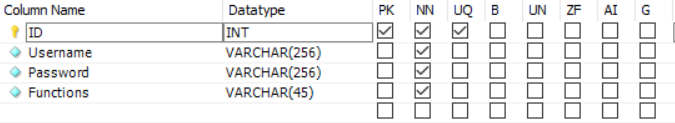 Column Name Datatype PK NN UQ B UN ZF AI G
ID INT
Username VARCHAR(256)
Password VARCHAR(256)
Functions VARCHAR(45)